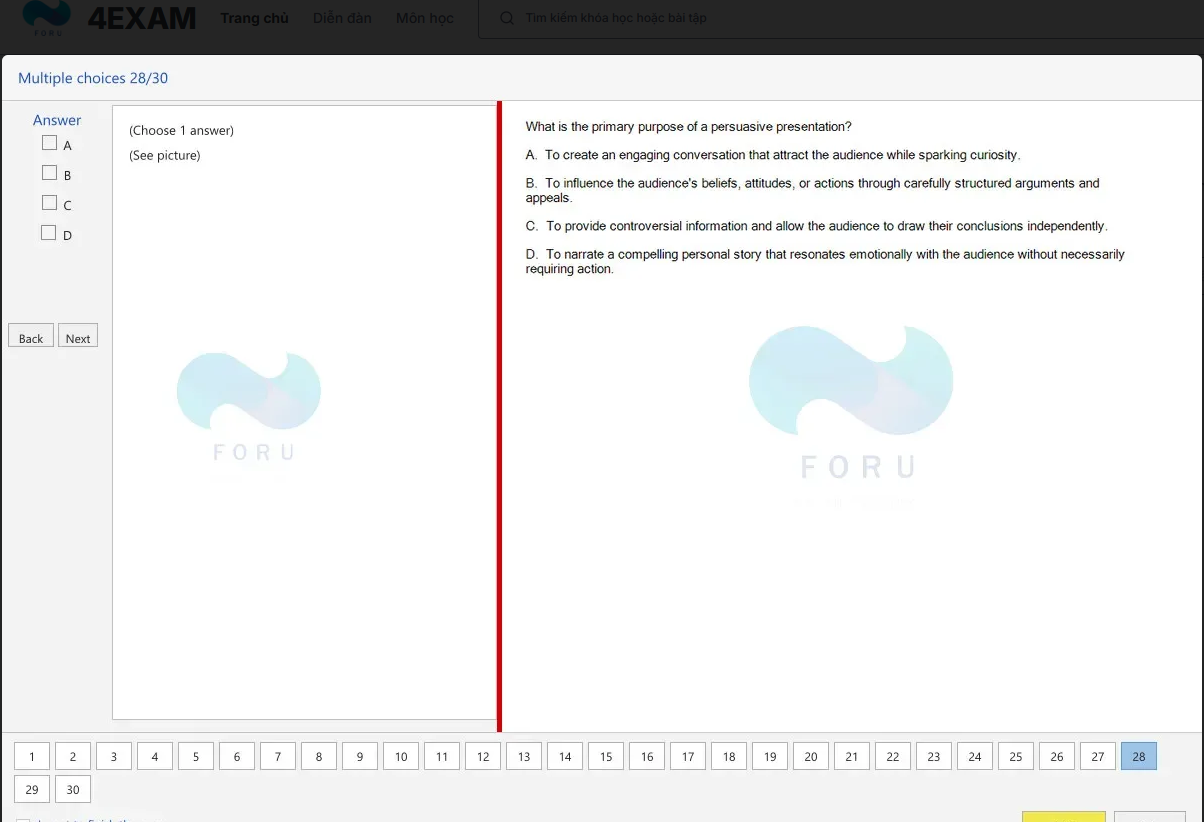 FORU
4EXAM
Trang chủ
Diễn đàn
Môn học
Tìm kiếm khóa học hoặc bài tập
Multiple choices 28/30
Answer
A
B
C
D
Back
Next
(Choose 1 answer)
(See picture)
FORU
What is the primary purpose of a persuasive presentation?
A. To create an engaging conversation that attract the audience while sparking curiosity.
B. To influence the audience's beliefs, attitudes, or actions through carefully structured arguments and
appeals.
C. To provide controversial information and allow the audience to draw their conclusions independently.
D. To narrate a compelling personal story that resonates emotionally with the audience without necessarily
requiring action.
FORU
1 2 3 4 5 6 7 8 9 10 11 12 13 14 15 16 17 18 19 20 21 22 23 24 25 26 27 28
29 30